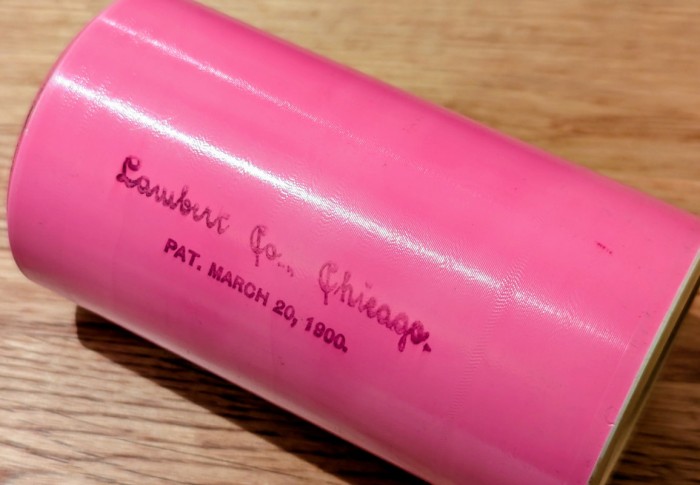 Lambert Co., Chicago.
PAT. MARCH 20, 1900.